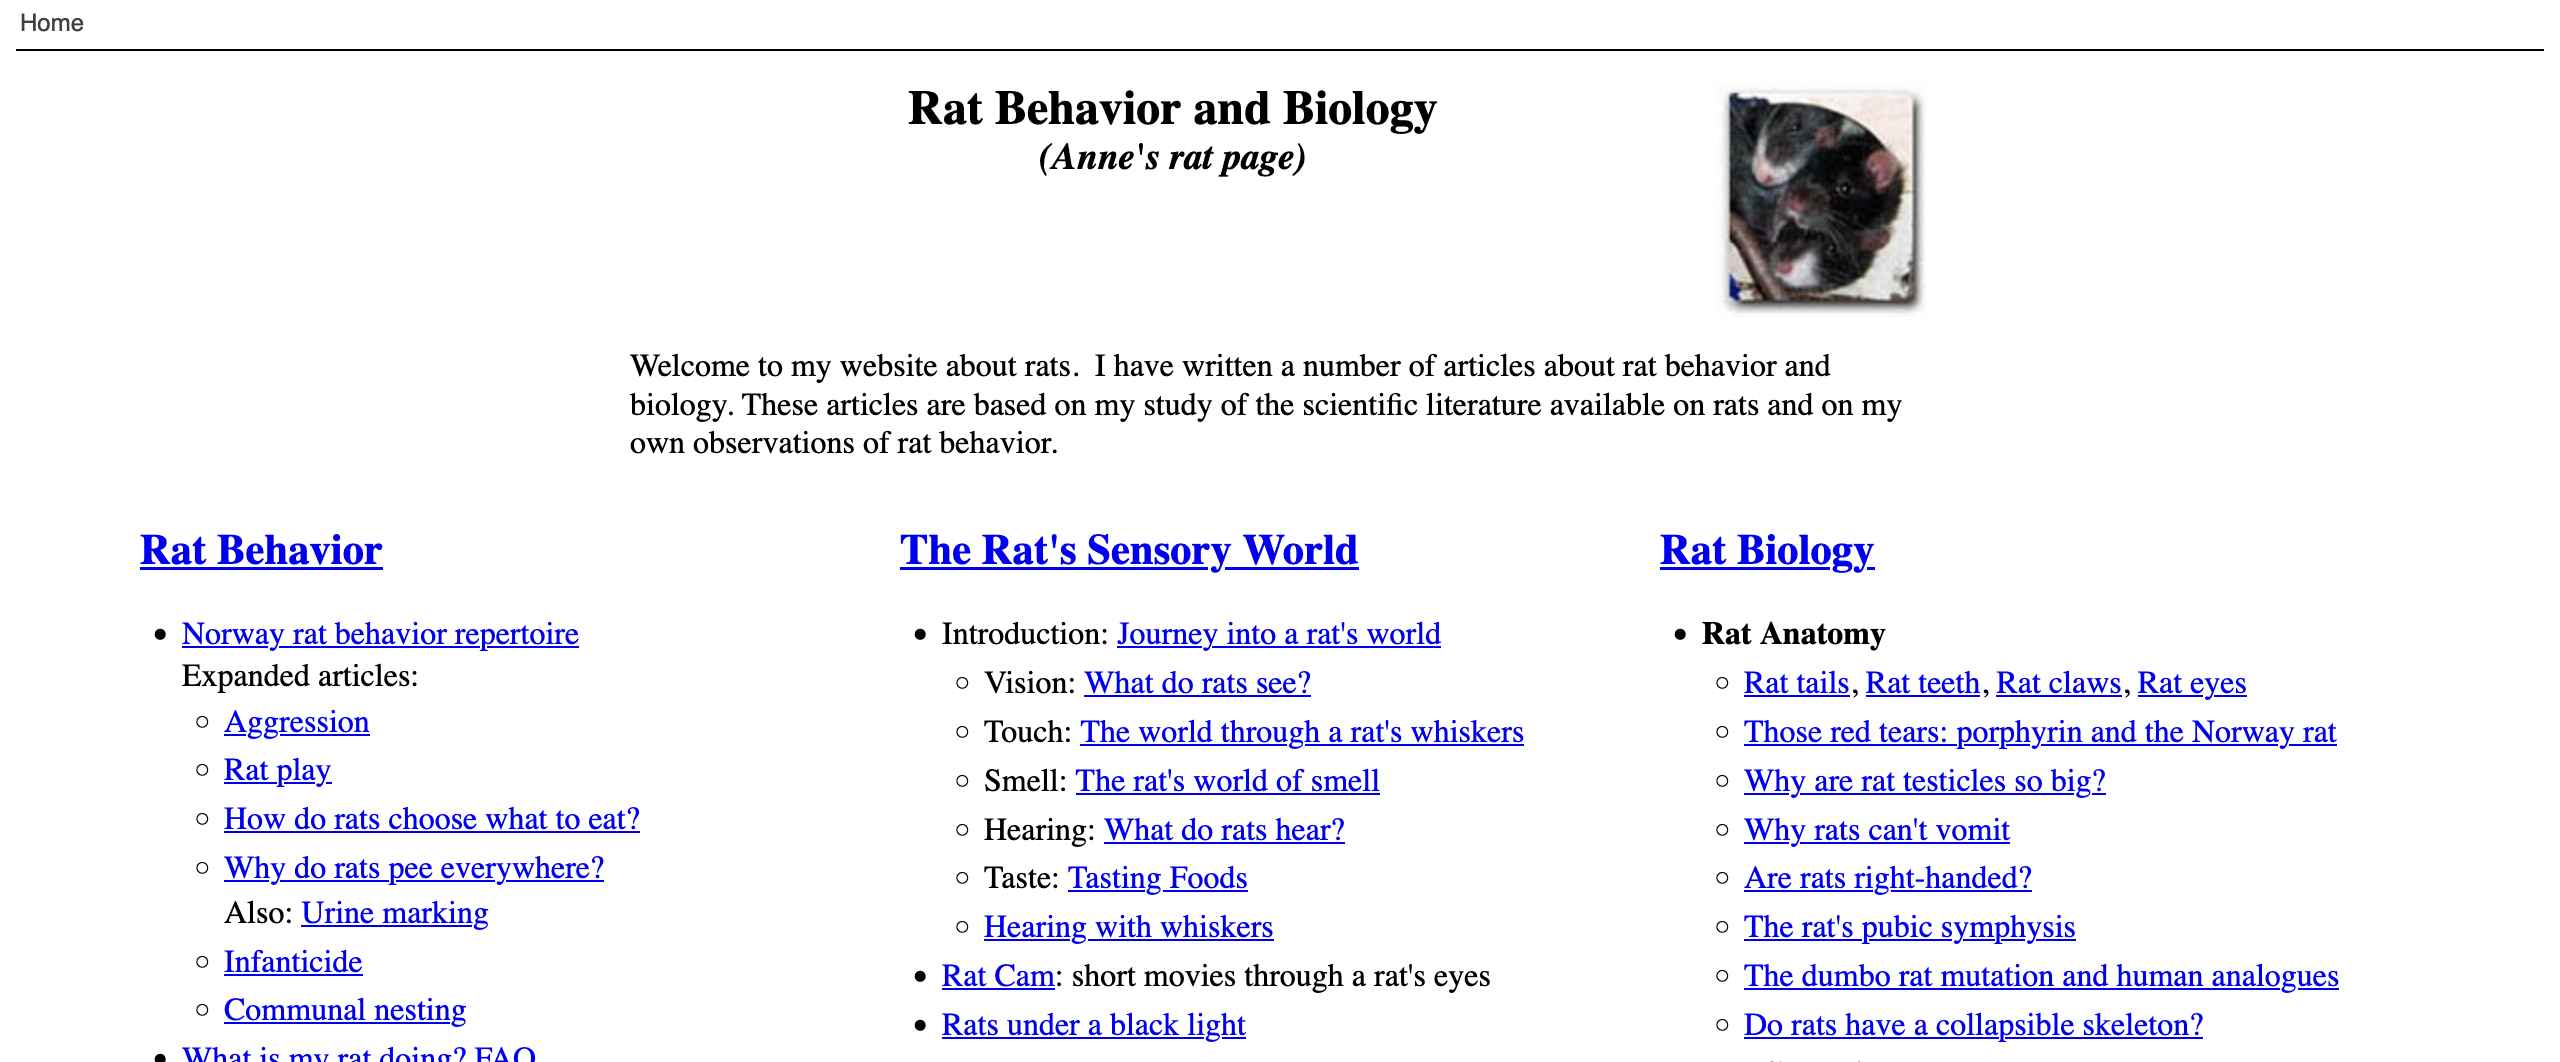 Home
Rat Behavior and Biology
(Anne's rat page)
Welcome to my website about rats.  I have written a number of articles about rat behavior and
biology. These articles are based on my study of the scientific literature available on rats and on my
own observations of rat behavior.
Rat Behavior
Norway rat behavior repertoire
Expanded articles:
Aggression
Rat play
How do rats choose what to eat?
Why do rats pee everywhere?
Also: Urine marking
Infanticide
Communal nesting
What is my rat doing? FAQ
The Rat's Sensory World
Introduction: Journey into a rat's world
Vision: What do rats see?
Touch: The world through a rat's whiskers
Smell: The rat's world of smell
Hearing: What do rats hear?
Taste: Tasting Foods
Hearing with whiskers
Rat Cam: short movies through a rat's eyes
Rats under a black light
Rat Biology
Rat Anatomy
Rat tails, Rat teeth, Rat claws, Rat eyes
Those red tears: porphyrin and the Norway rat
Why are rat testicles so big?
Why rats can't vomit
Are rats right-handed?
The rat's pubic symphysis
The dumbo rat mutation and human analogues
Do rats have a collapsible skeleton?